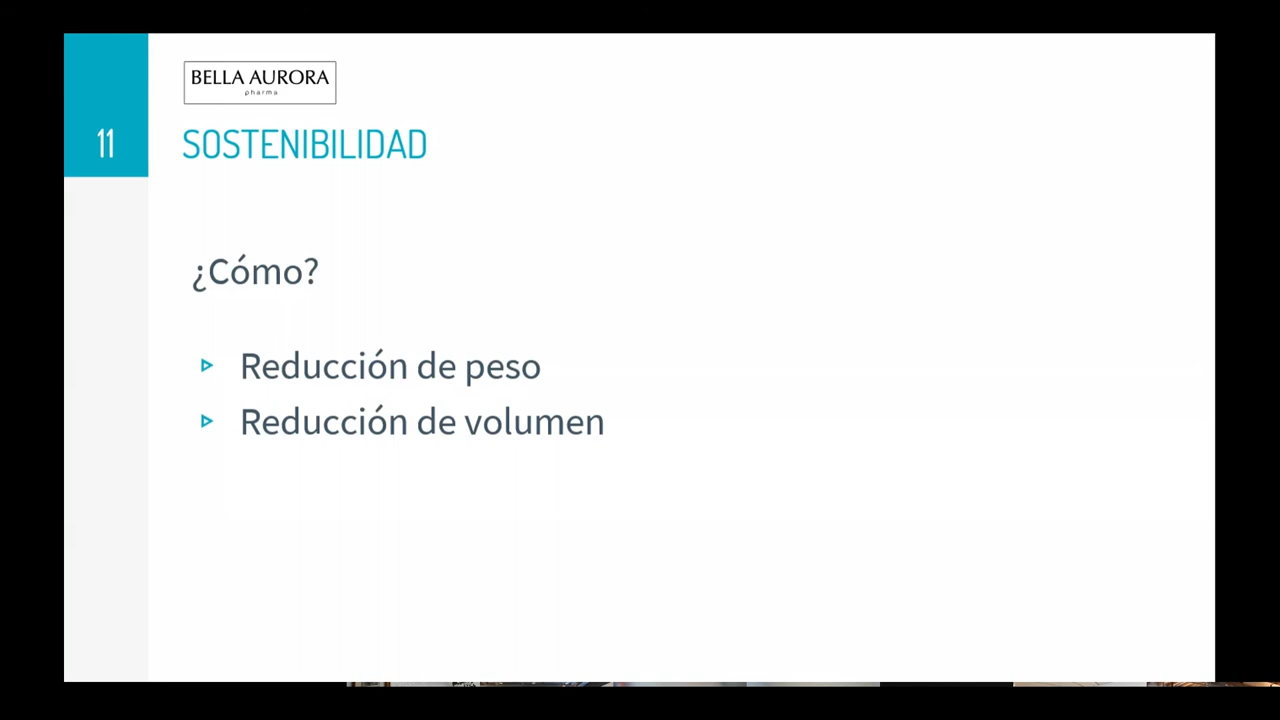 BELLA AURORA
pharma
11
SOSTENIBILIDAD
¿Cómo?
Reducción de peso
Reducción de volumen